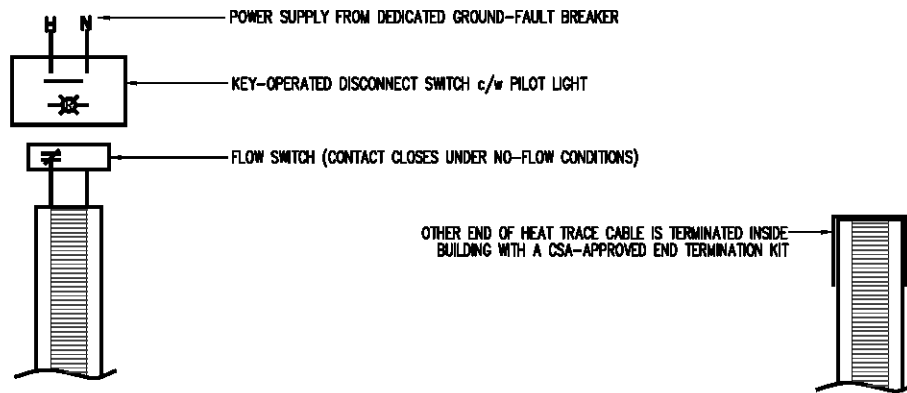 H N
POWER SUPPLY FROM DEDICATED GROUND-FAULT BREAKER
KEY-OPERATED DISCONNECT SWITCH c/w PILOT LIGHT
R
FLOW SWITCH (CONTACT CLOSES UNDER NO-FLOW CONDITIONS)
OTHER END OF HEAT TRACE CABLE IS TERMINATED INSIDE
BUILDING WITH A CSA-APPROVED END TERMINATION KIT